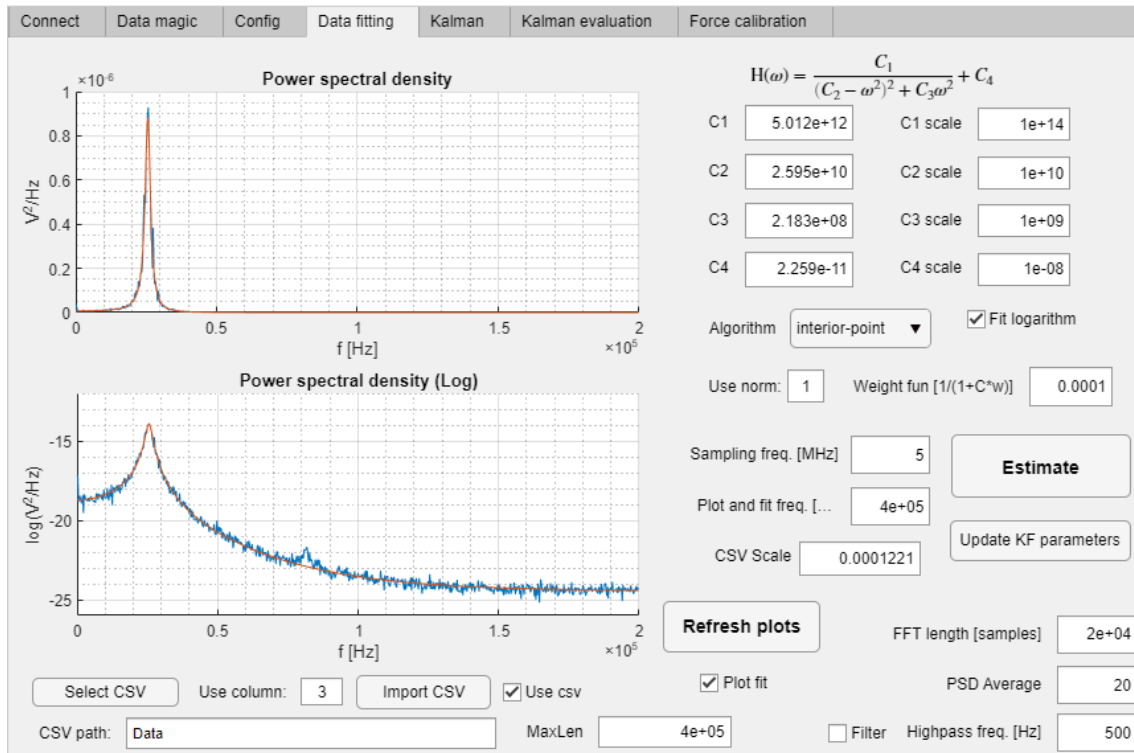 Connect Data magic Config Data fitting Kalman Kalman evaluation Force calibration
Power spectral density
×10⁻⁶
1
0.8
0.6
0.4
0.2
0
V²/Hz
0 0.5 1 1.5 2
f [Hz]
×10⁵
Power spectral density (Log)
-15
-20
-25
log(V²/Hz)
0 0.5 1 1.5 2
f [Hz]
×10⁵
H(ω) = C₁ / ((C₂ − ω²)² + C₃ω²) + C₄
C1 5.012e+12 C1 scale 1e+14
C2 2.595e+10 C2 scale 1e+10
C3 2.183e+08 C3 scale 1e+09
C4 2.259e-11 C4 scale 1e-08
Algorithm interior-point Fit logarithm
Use norm: 1 Weight fun [1/(1+C*w)] 0.0001
Sampling freq. [MHz] 5
Estimate
Plot and fit freq. [... 4e+05
Update KF parameters
CSV Scale 0.0001221
Refresh plots
FFT length [samples] 2e+04
Select CSV Use column: 3 Import CSV Use csv
Plot fit
PSD Average 20
CSV path: Data
MaxLen 4e+05
Filter Highpass freq. [Hz] 500